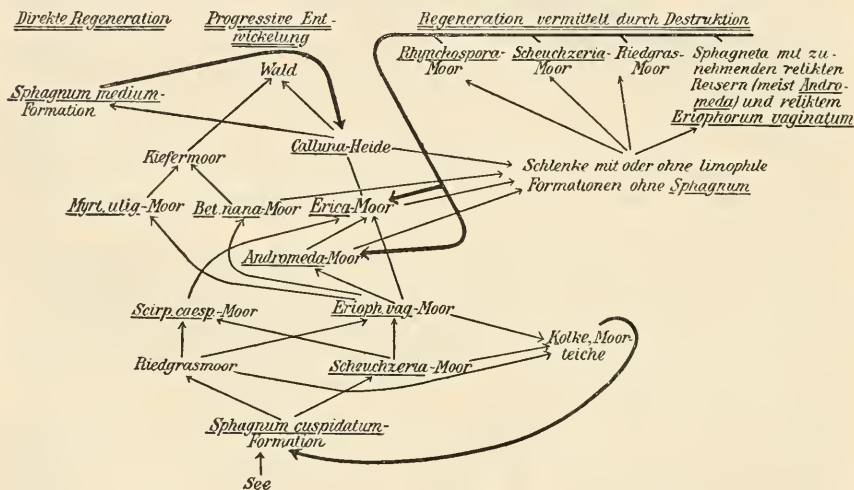 Direkte Regeneration
Progressive Ent-
wickelung
Regeneration vermittelt durch Destruktion
Wald
Rhynchospora-
Moor
Scheuchzeria-
Moor
Riedgras-
Moor
Sphagneta mit zu-
nehmenden relikten
Reisern (meist Andro-
meda) und reliktem
Eriophorum vaginatum
Sphagnum medium-
Formation
Calluna-Heide
Kiefermoor
Schlenke mit oder ohne limophile
Formationen ohne Sphagnum
Myrt. ulig-Moor
Bet. nana-Moor
Erica-Moor
Andromeda-Moor
Scirp. caesp.-Moor
Erioph. vag-Moor
Kolke, Moor-
teiche
Riedgrasmoor
Scheuchzeria-Moor
Sphagnum cuspidatum-
Formation
See